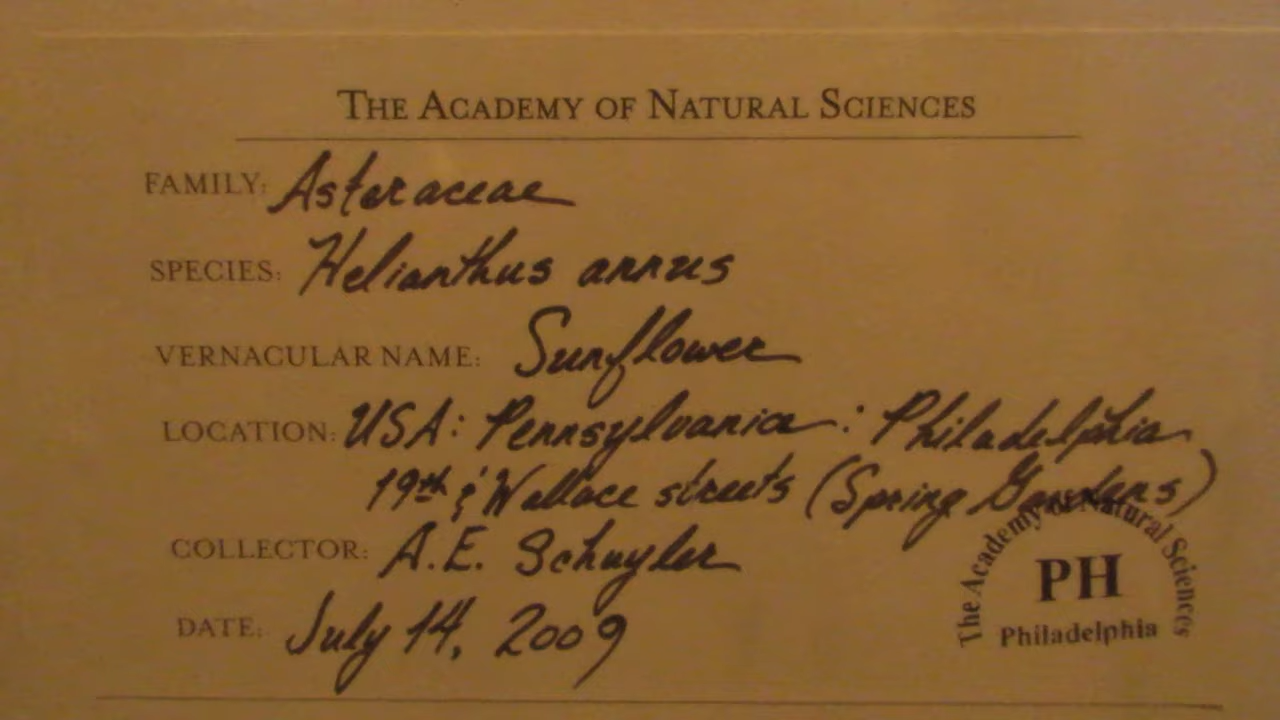 THE ACADEMY OF NATURAL SCIENCES
FAMILY: Asteraceae
SPECIES: Helianthus annus
VERNACULAR NAME: Sunflower
LOCATION: USA: Pennsylvania: Philadelphia
19th & Wallace streets (Spring Gardens)
COLLECTOR: A.E. Schuyler
DATE: July 14, 2009
The Academy of Natural Sciences
PH
Philadelphia